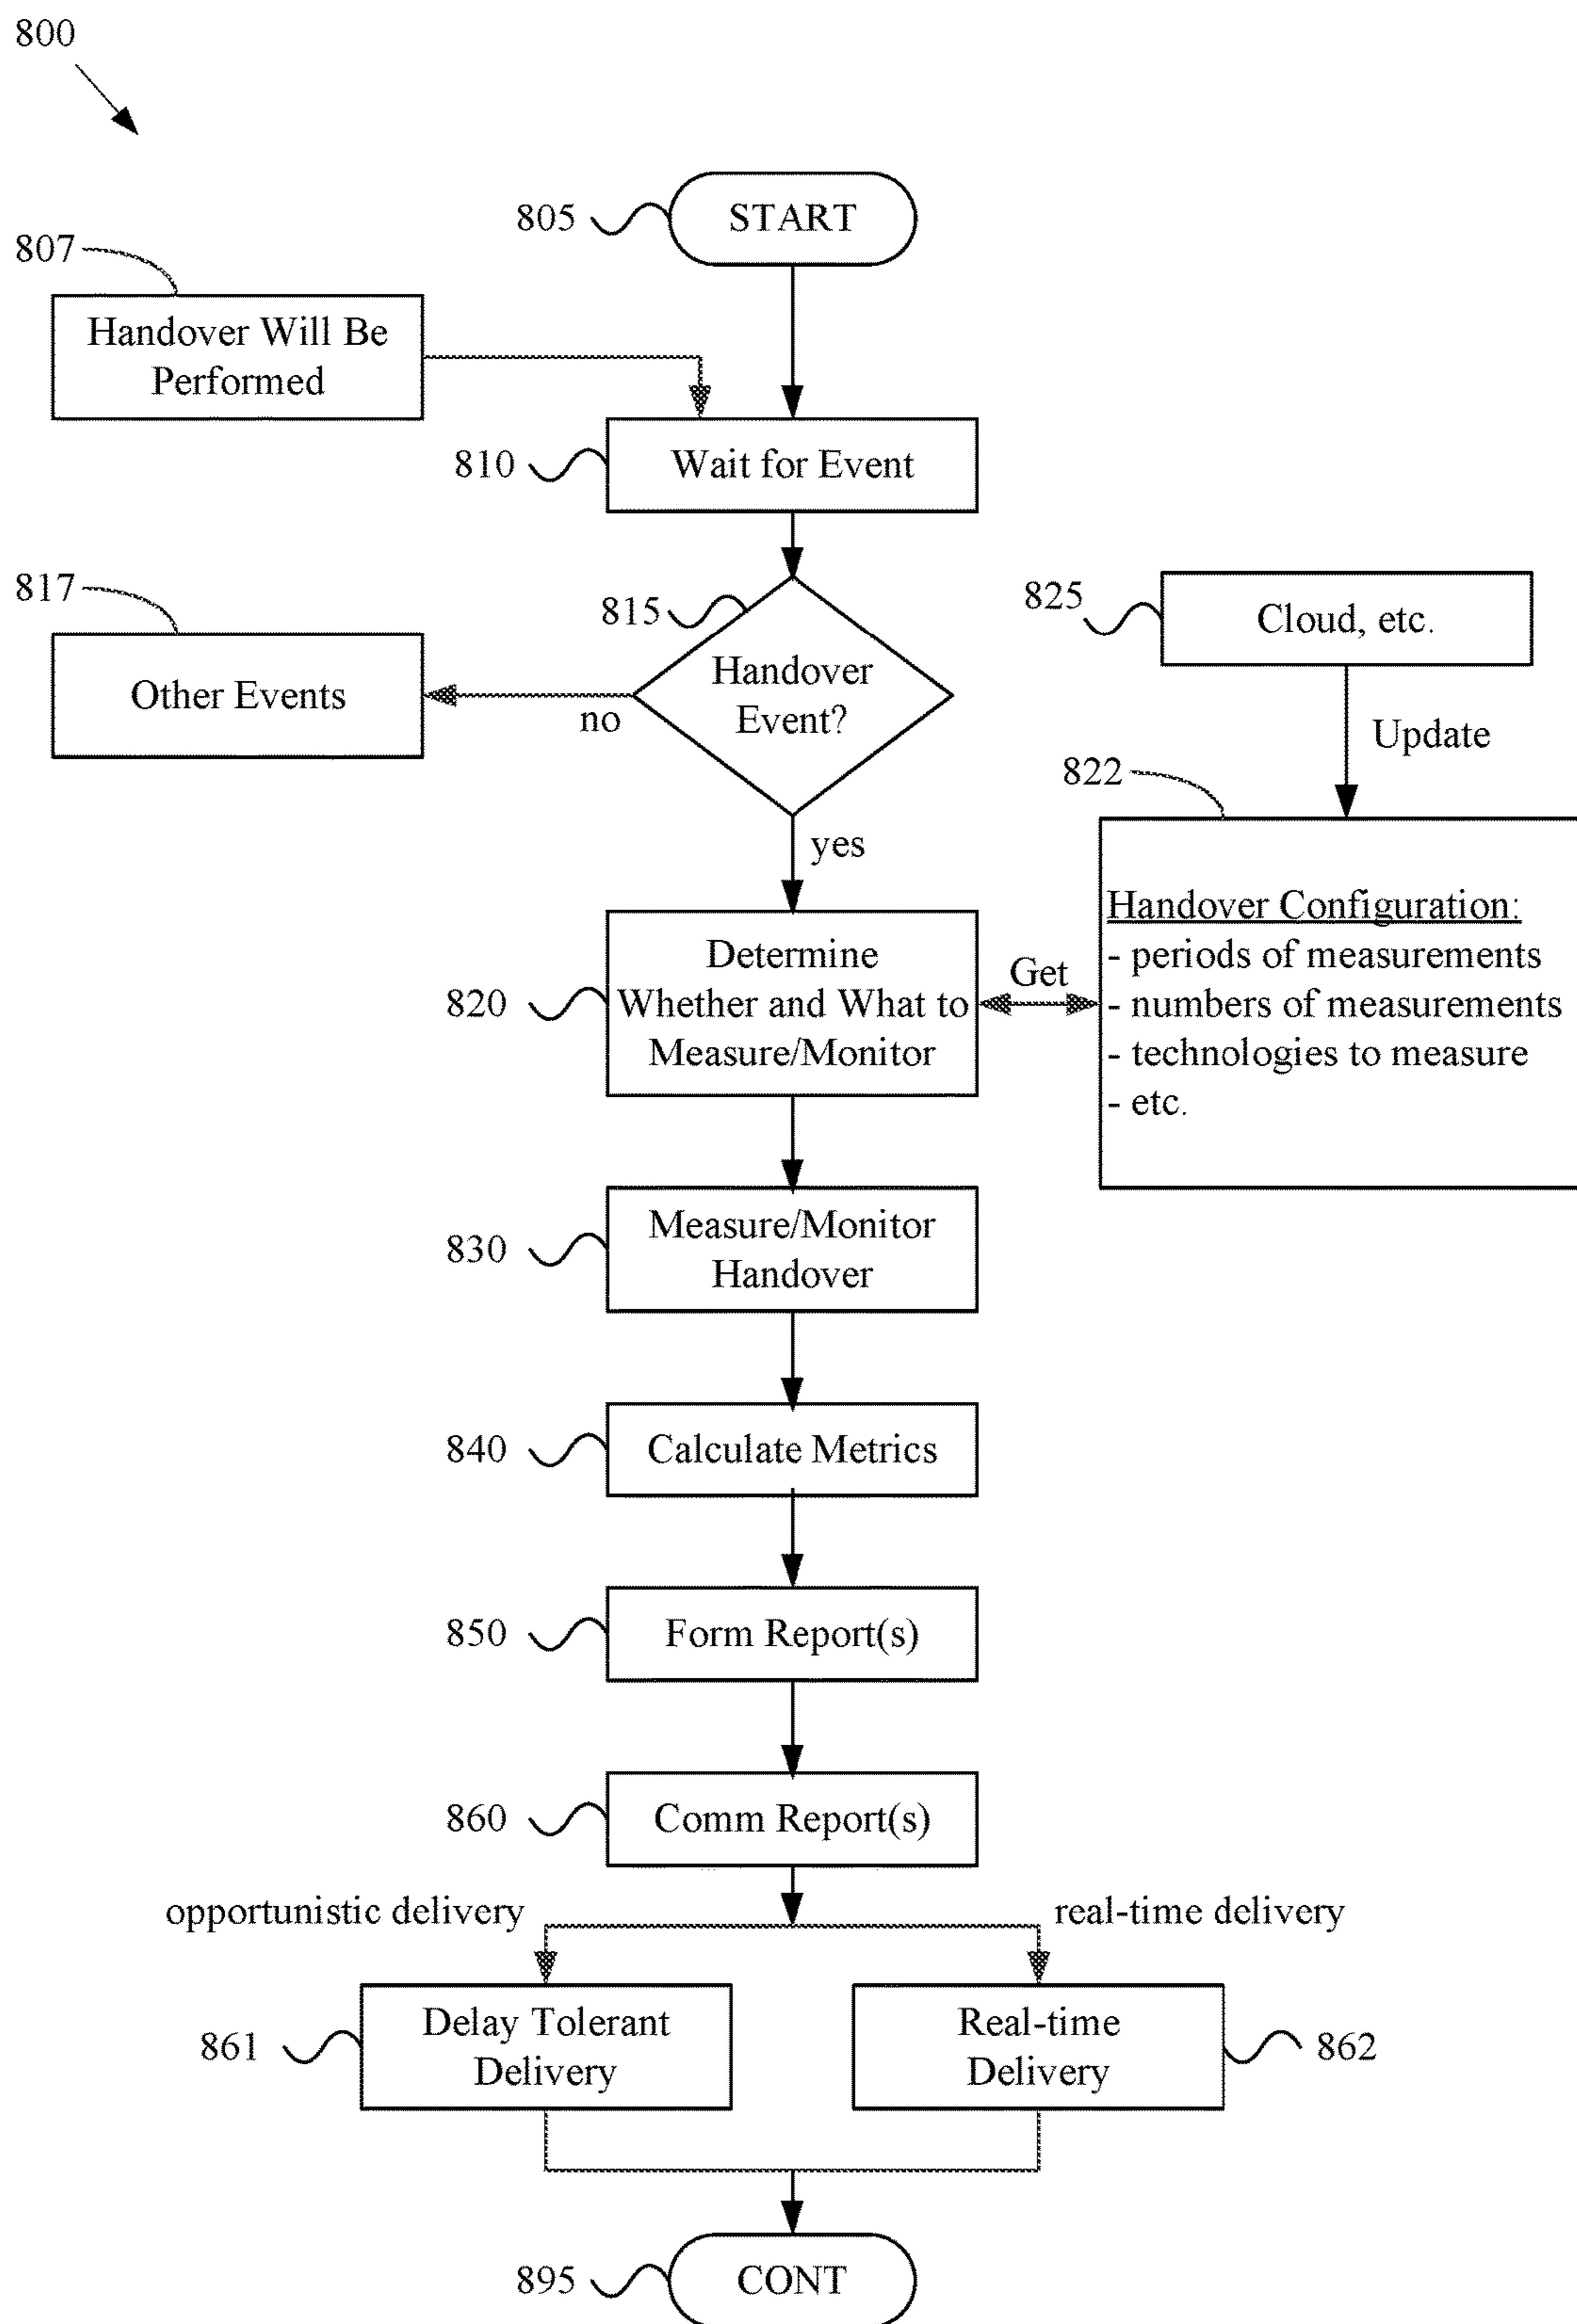 800
805
START
807
Handover Will Be
Performed
810
Wait for Event
817
Other Events
815
Handover
Event?
no
yes
825
Cloud, etc.
Update
822
Handover Configuration:
- periods of measurements
- numbers of measurements
- technologies to measure
- etc.
Get
820
Determine
Whether and What to
Measure/Monitor
830
Measure/Monitor
Handover
840
Calculate Metrics
850
Form Report(s)
860
Comm Report(s)
opportunistic delivery
real-time delivery
861
Delay Tolerant
Delivery
Real-time
Delivery
862
895
CONT